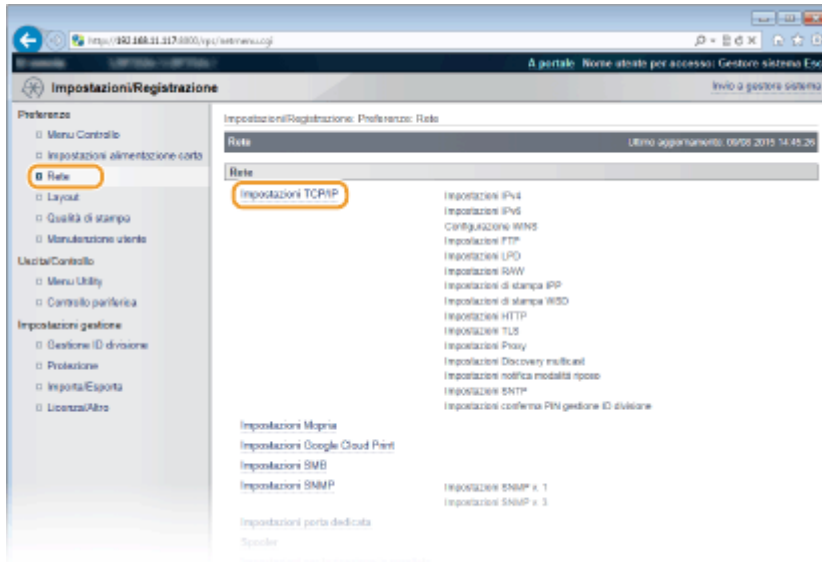 http://192.168.11.117:8000/rps/netmenu.cgi
A portale Nome utente per accesso: Gestore sistema Esc
Impostazioni/Registrazione
Invio a gestore sistema
Preferenze
Menu Controllo
Impostazioni alimentazione carta
Rete
Layout
Qualità di stampa
Manutenzione utente
Uscita/Controllo
Menu Utility
Controllo periferica
Impostazioni gestione
Gestione ID divisione
Protezione
Importa/Esporta
Licenza/Altro
Impostazioni/Registrazione: Preferenze: Rete
Rete
Ultimo aggiornamento: 09/08 2015 14:45:26
Rete
Impostazioni TCP/IP
Impostazioni IPv4
Impostazioni IPv6
Configurazione WINS
Impostazioni FTP
Impostazioni LPD
Impostazioni RAW
Impostazioni di stampa IPP
Impostazioni di stampa WSD
Impostazioni HTTP
Impostazioni TLS
Impostazioni Proxy
Impostazioni Discovery multicast
Impostazioni notifica modalità riposo
Impostazioni SNTP
Impostazioni conferma PIN gestione ID divisione
Impostazioni Mopria
Impostazioni Google Cloud Print
Impostazioni SMB
Impostazioni SNMP
Impostazioni SNMP v. 1
Impostazioni SNMP v. 3
Impostazioni porta dedicata
Spooler